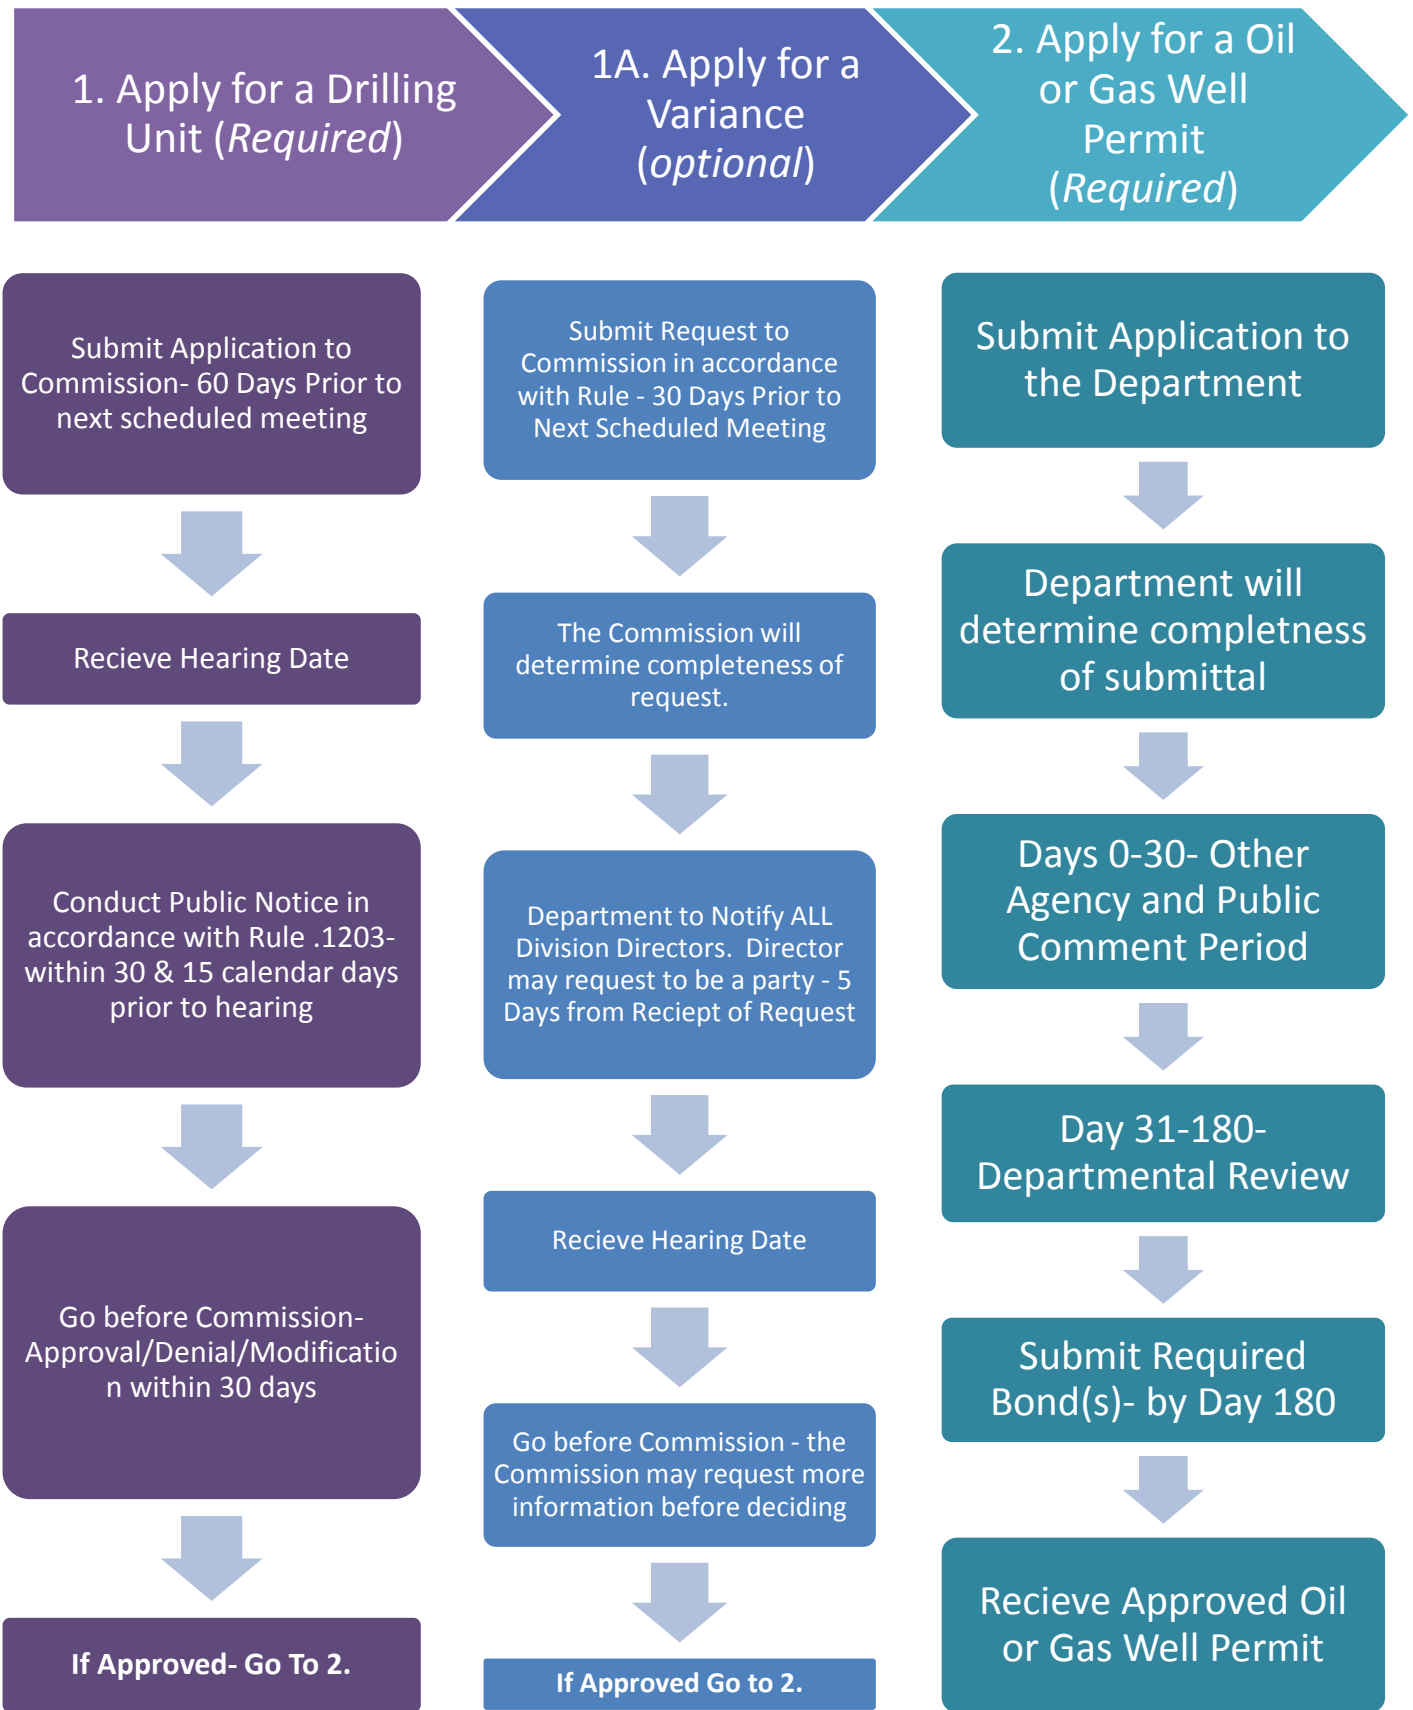 1. Apply for a Drilling
Unit (Required)
1A. Apply for a
Variance
(optional)
2. Apply for a Oil
or Gas Well
Permit
(Required)
Submit Application to
Commission- 60 Days Prior to
next scheduled meeting
Recieve Hearing Date
Conduct Public Notice in
accordance with Rule .1203-
within 30 & 15 calendar days
prior to hearing
Go before Commission-
Approval/Denial/Modificatio
n within 30 days
If Approved- Go To 2.
Submit Request to
Commission in accordance
with Rule - 30 Days Prior to
Next Scheduled Meeting
The Commission will
determine completeness of
request.
Department to Notify ALL
Division Directors.  Director
may request to be a party - 5
Days from Reciept of Request
Recieve Hearing Date
Go before Commission - the
Commission may request more
information before deciding
If Approved Go to 2.
Submit Application to
the Department
Department will
determine completness
of submittal
Days 0-30- Other
Agency and Public
Comment Period
Day 31-180-
Departmental Review
Submit Required
Bond(s)- by Day 180
Recieve Approved Oil
or Gas Well Permit